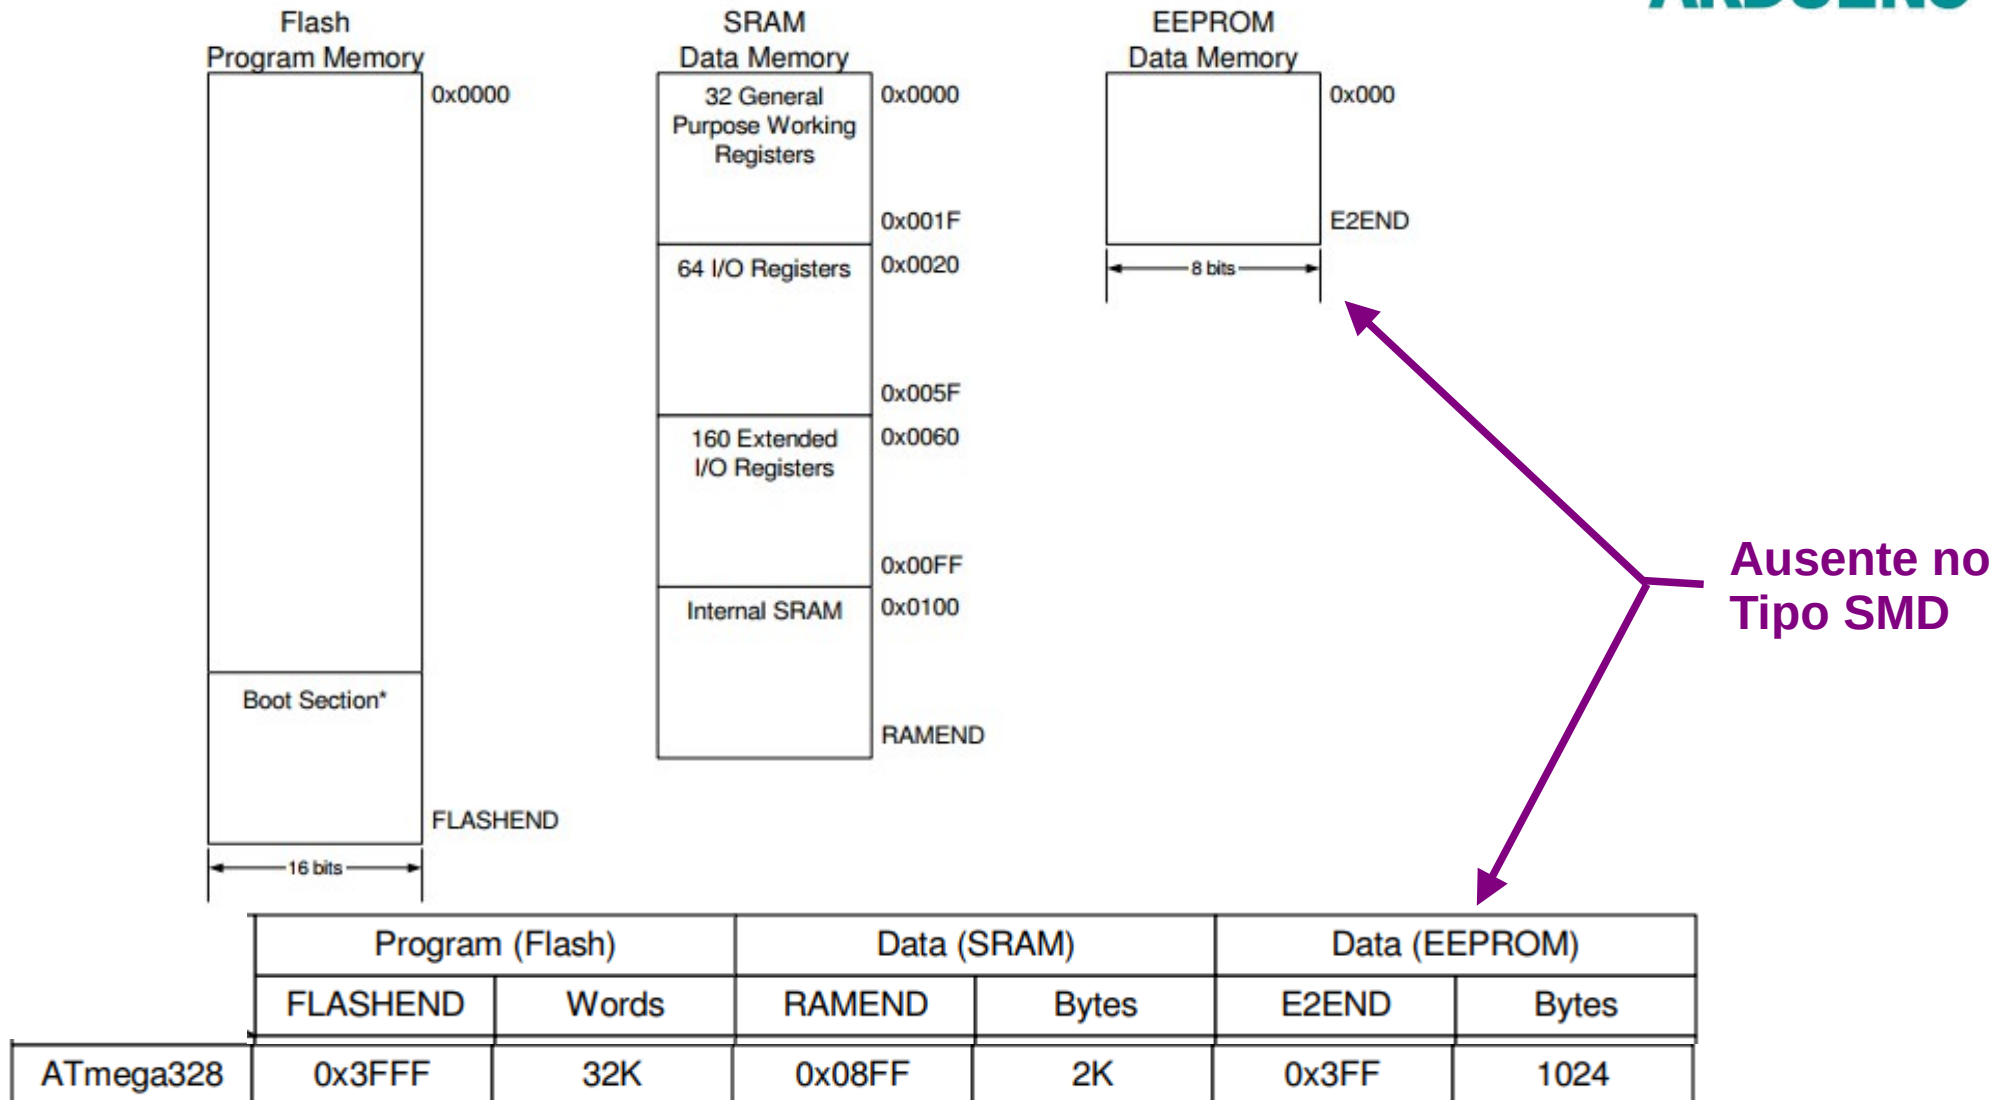 Flash
Program Memory
0x0000
Boot Section*
FLASHEND
16 bits
SRAM
Data Memory
32 General
Purpose Working
Registers
0x0000
0x001F
64 I/O Registers
0x0020
0x005F
160 Extended
I/O Registers
0x0060
0x00FF
Internal SRAM
0x0100
RAMEND
EEPROM
Data Memory
0x000
E2END
8 bits
Ausente no
Tipo SMD
Program (Flash) Data (SRAM) Data (EEPROM)
FLASHEND Words RAMEND Bytes E2END Bytes
ATmega328 0x3FFF 32K 0x08FF 2K 0x3FF 1024